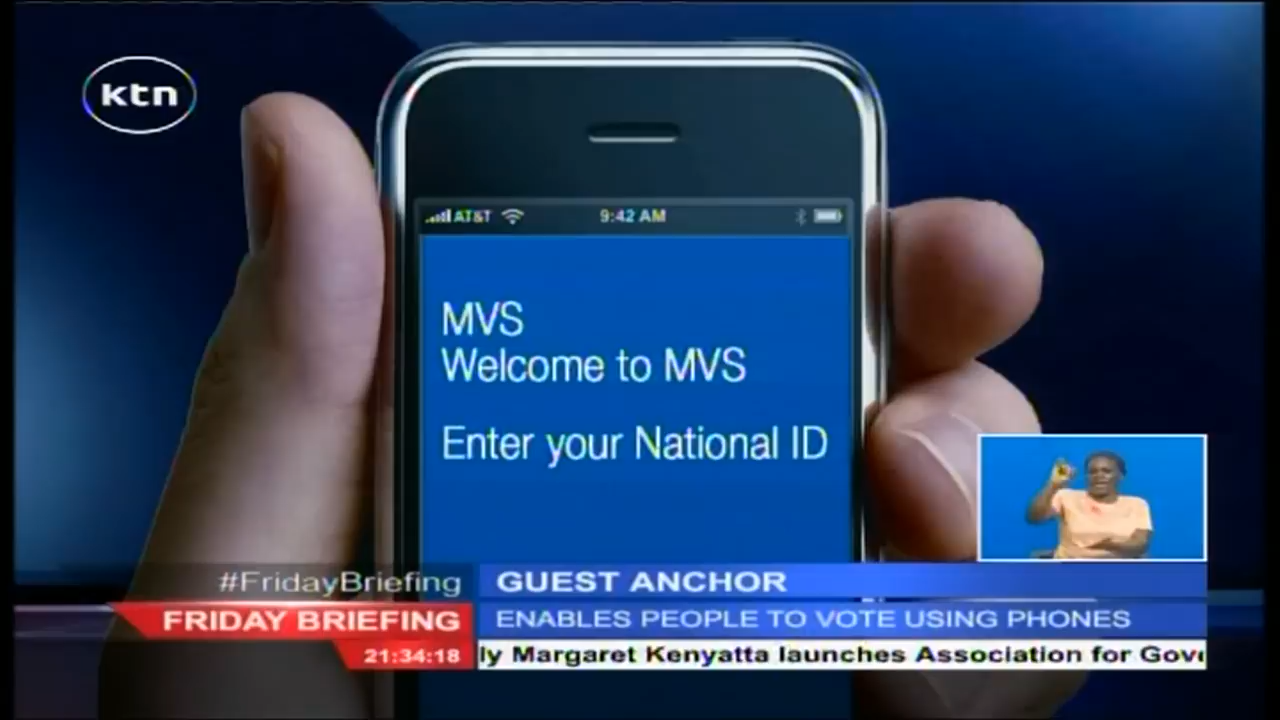 ktn
AT&T 9:42 AM
MVS
Welcome to MVS
Enter your National ID
#FridayBriefing
GUEST ANCHOR
FRIDAY BRIEFING
ENABLES PEOPLE TO VOTE USING PHONES
21:34:18
ly Margaret Kenyatta launches Association for Gov